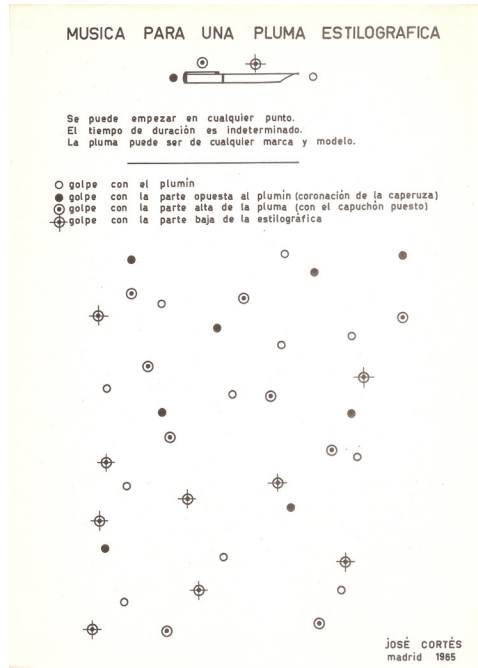 MUSICA PARA UNA PLUMA ESTILOGRAFICA
Se puede empezar en cualquier punto.
El tiempo de duración es indeterminado.
La pluma puede ser de cualquier marca y modelo.
golpe con el plumín
golpe con la parte opuesta al plumín (coronación de la caperuza)
golpe con la parte alta de la pluma (con el capuchón puesto)
golpe con la parte baja de la estilográfica
JOSÉ CORTÉS
madrid 1965